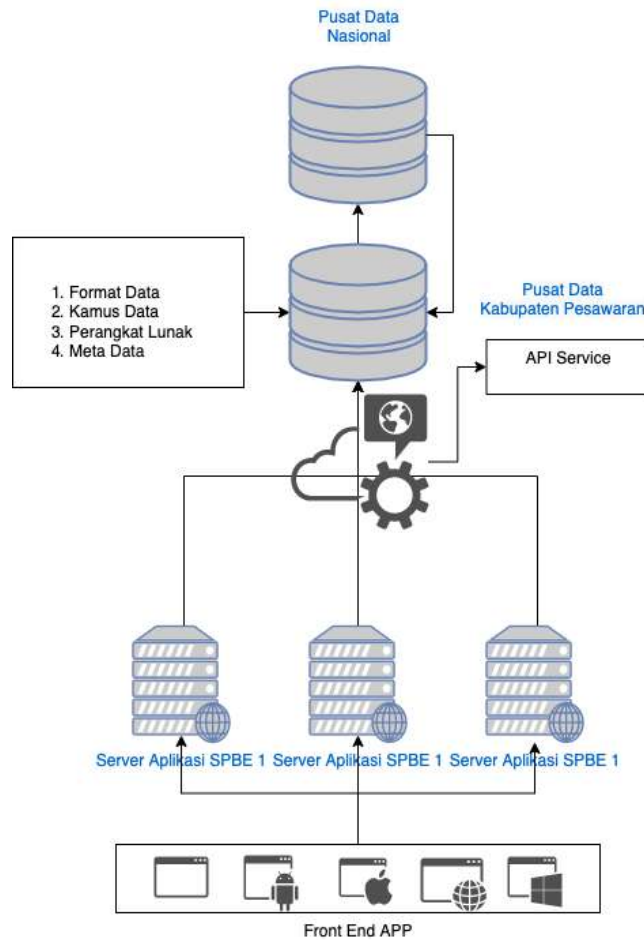 Pusat Data
Nasional
1. Format Data
2. Kamus Data
3. Perangkat Lunak
4. Meta Data
Pusat Data
Kabupaten Pesawaran
API Service
Server Aplikasi SPBE 1
Server Aplikasi SPBE 1
Server Aplikasi SPBE 1
Front End APP